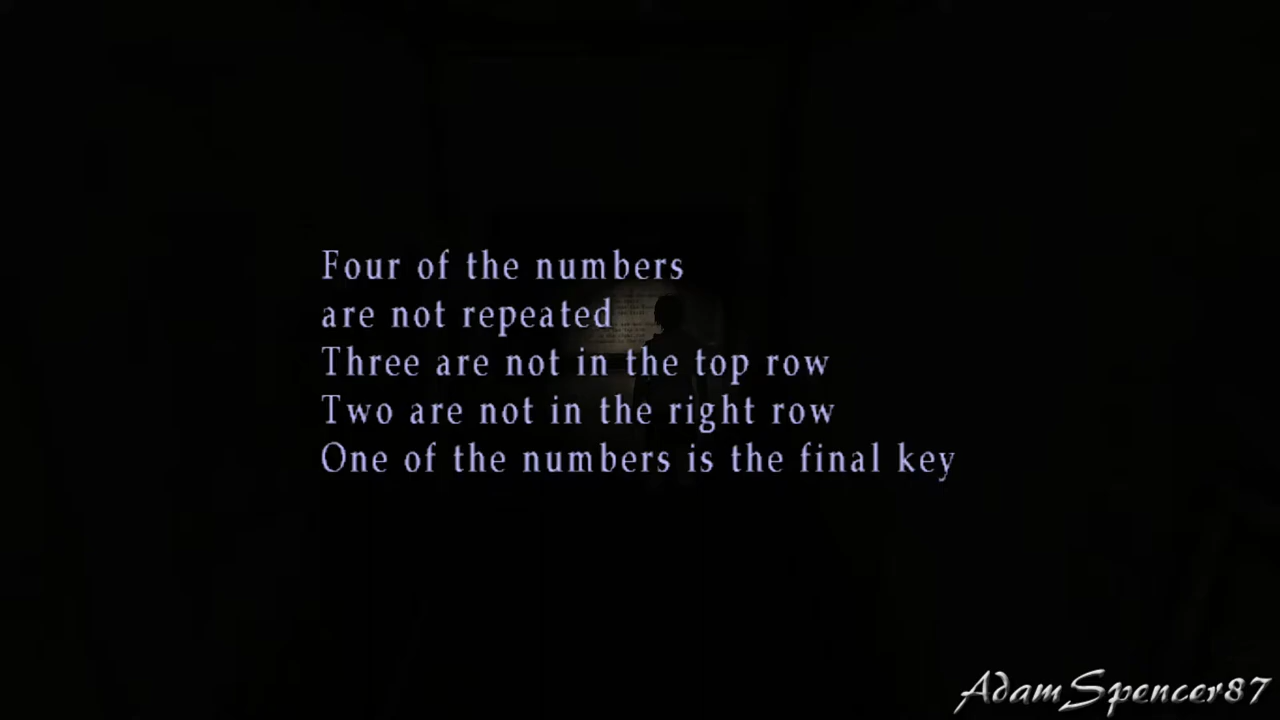 Four of the numbers
are not repeated
Three are not in the top row
Two are not in the right row
One of the numbers is the final key
AdamSpencer87